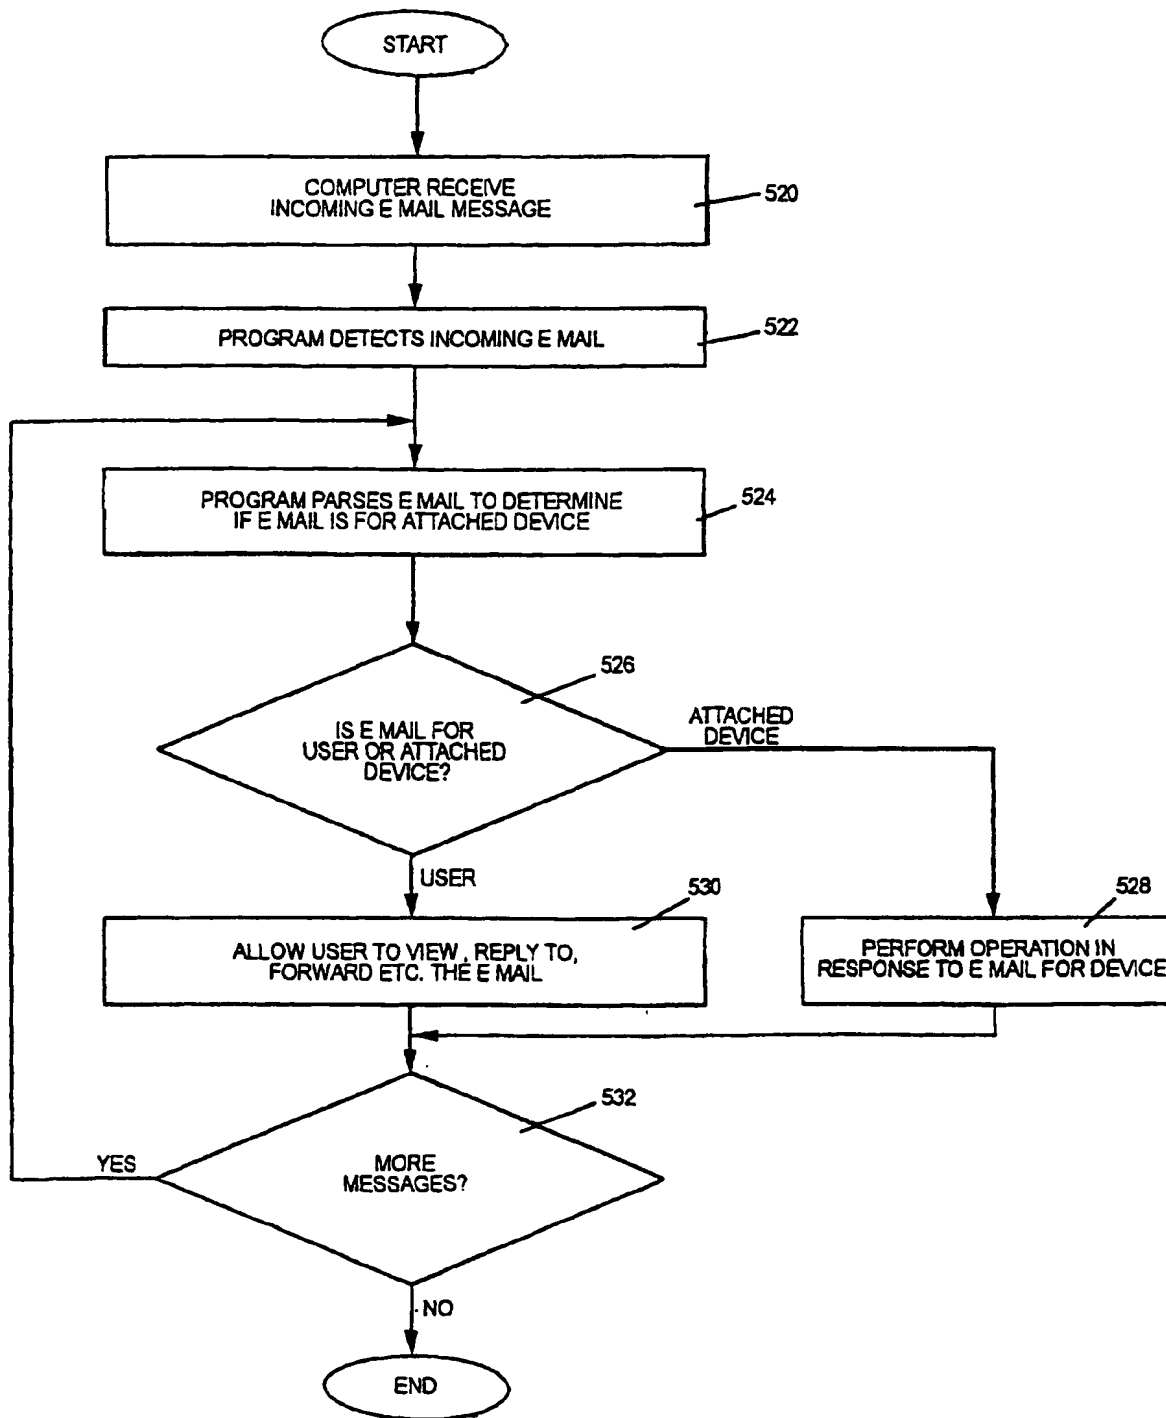 START
COMPUTER RECEIVE
INCOMING E MAIL MESSAGE
520
PROGRAM DETECTS INCOMING E MAIL
522
PROGRAM PARSES E MAIL TO DETERMINE
IF E MAIL IS FOR ATTACHED DEVICE
524
526
IS E MAIL FOR
USER OR ATTACHED
DEVICE?
ATTACHED
DEVICE
USER
530
528
ALLOW USER TO VIEW , REPLY TO,
FORWARD ETC. THE E MAIL
PERFORM OPERATION IN
RESPONSE TO E MAIL FOR DEVICE
532
YES
MORE
MESSAGES?
NO
END